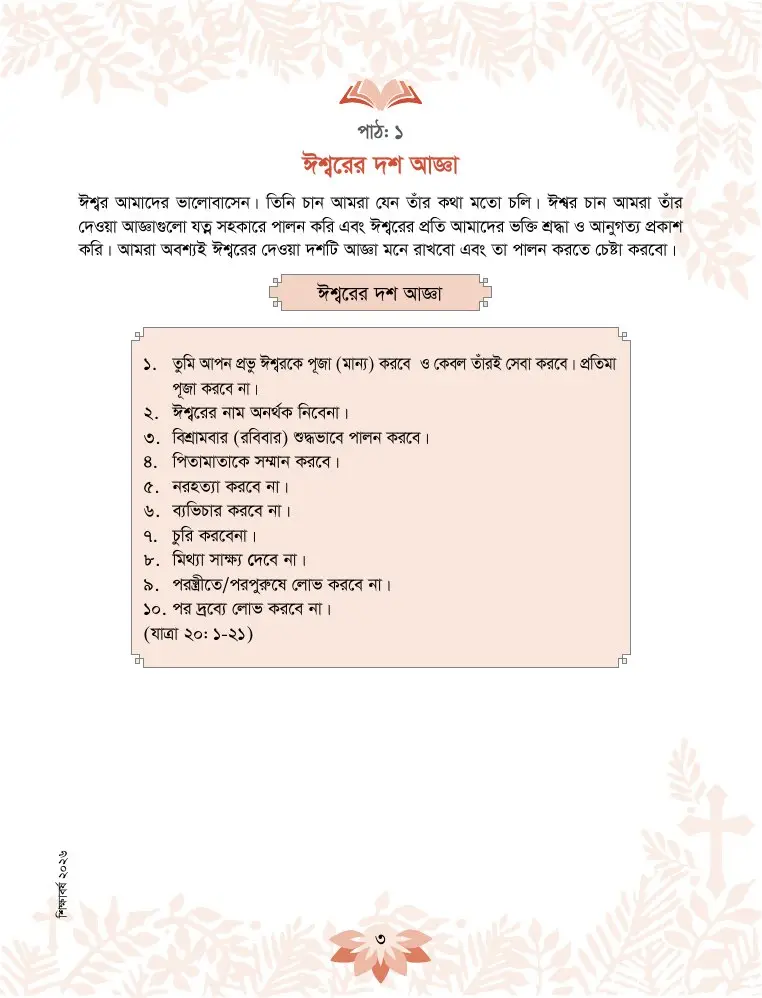 পাঠ: ১
ঈশ্বরের দশ আজ্ঞা
ঈশ্বর আমাদের ভালোবাসেন। তিনি চান আমরা যেন তাঁর কথা মতো চলি। ঈশ্বর চান আমরা তাঁর
দেওয়া আজ্ঞাগুলো যত্ন সহকারে পালন করি এবং ঈশ্বরের প্রতি আমাদের ভক্তি শ্রদ্ধা ও আনুগত্য প্রকাশ
করি। আমরা অবশ্যই ঈশ্বরের দেওয়া দশটি আজ্ঞা মনে রাখবো এবং তা পালন করতে চেষ্টা করবো।
ঈশ্বরের দশ আজ্ঞা
১. তুমি আপন প্রভু ঈশ্বরকে পূজা (মান্য) করবে ও কেবল তাঁরই সেবা করবে। প্রতিমা
পূজা করবে না।
২. ঈশ্বরের নাম অনর্থক নিবেনা।
৩. বিশ্রামবার (রবিবার) শুদ্ধভাবে পালন করবে।
৪. পিতামাতাকে সম্মান করবে।
৫. নরহত্যা করবে না।
৬. ব্যভিচার করবে না।
৭. চুরি করবেনা।
৮. মিথ্যা সাক্ষ্য দেবে না।
৯. পরস্ত্রীতে/পরপুরুষে লোভ করবে না।
১০. পর দ্রব্যে লোভ করবে না।
(যাত্রা ২০: ১-২১)
শিক্ষাবর্ষ ২০২৬
৩